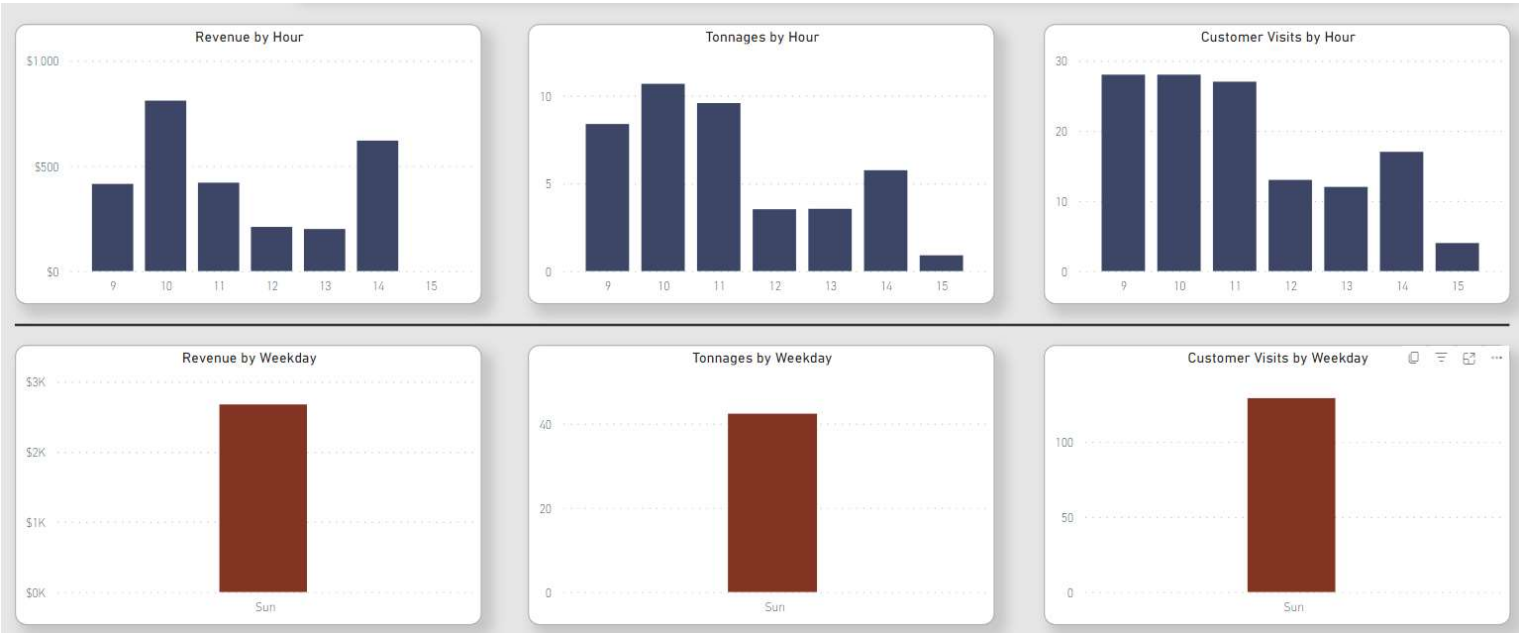 Revenue by Hour
$1 000
$500
$0
9 10 11 12 13 14 15
Tonnages by Hour
10
5
0
9 10 11 12 13 14 15
Customer Visits by Hour
30
20
10
0
9 10 11 12 13 14 15
Revenue by Weekday
$3K
$2K
$1K
$0K
Sun
Tonnages by Weekday
40
20
0
Sun
Customer Visits by Weekday
100
50
0
Sun